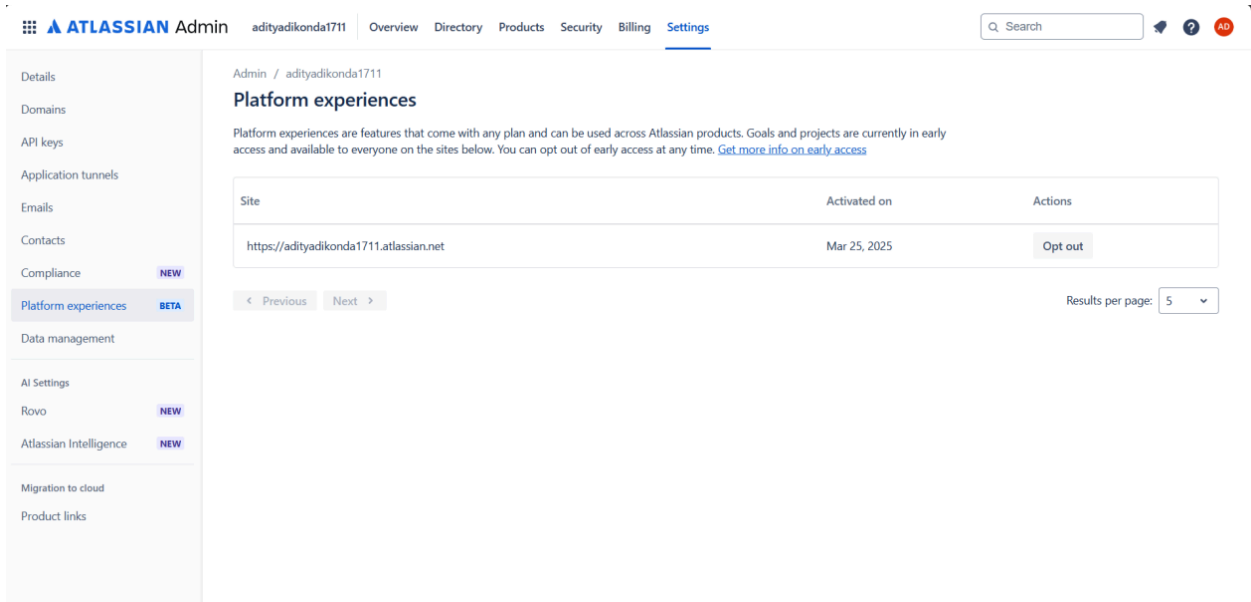 ATLASSIAN Admin adityadikonda1711 Overview Directory Products Security Billing Settings Search AD
Details
Domains
API keys
Application tunnels
Emails
Contacts
Compliance NEW
Platform experiences BETA
Data management
AI Settings
Rovo NEW
Atlassian Intelligence NEW
Migration to cloud
Product links
Admin / adityadikonda1711
Platform experiences
Platform experiences are features that come with any plan and can be used across Atlassian products. Goals and projects are currently in early
access and available to everyone on the sites below. You can opt out of early access at any time. Get more info on early access
Site Activated on Actions
https://adityadikonda1711.atlassian.net Mar 25, 2025 Opt out
Previous Next Results per page: 5